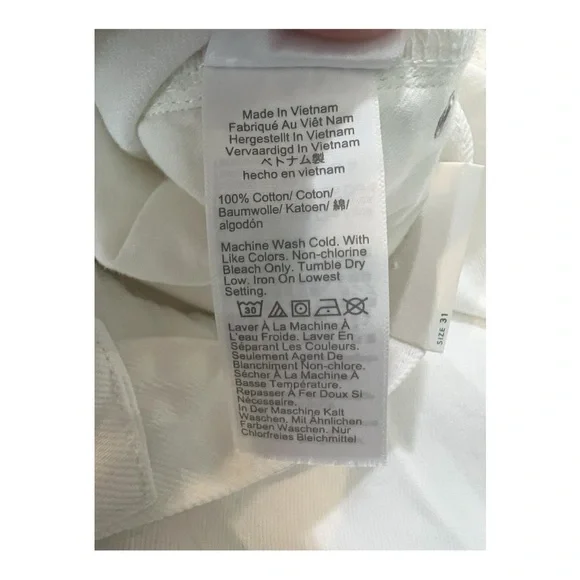 Made In Vietnam
Fabriqué Au Viêt Nam
Hergestellt In Vietnam
Vervaardigd In Vietnam
ベトナム製
hecho en vietnam
100% Cotton/ Coton/
Baumwolle/ Katoen/ 綿/
algodón
Machine Wash Cold. With
Like Colors. Non-chlorine
Bleach Only. Tumble Dry
Low. Iron On Lowest
Setting.
30
Laver À La Machine À
L'eau Froide. Laver En
Séparant Les Couleurs.
Seulement Agent De
Blanchiment Non-chlore.
Sécher À La Machine À
Basse Température.
Repasser À Fer Doux Si
Nécessaire.
In Der Maschine Kalt
Waschen. Mit Ähnlichen
Farben Waschen. Nur
Chlorfreies Bleichmittel
SIZE 31